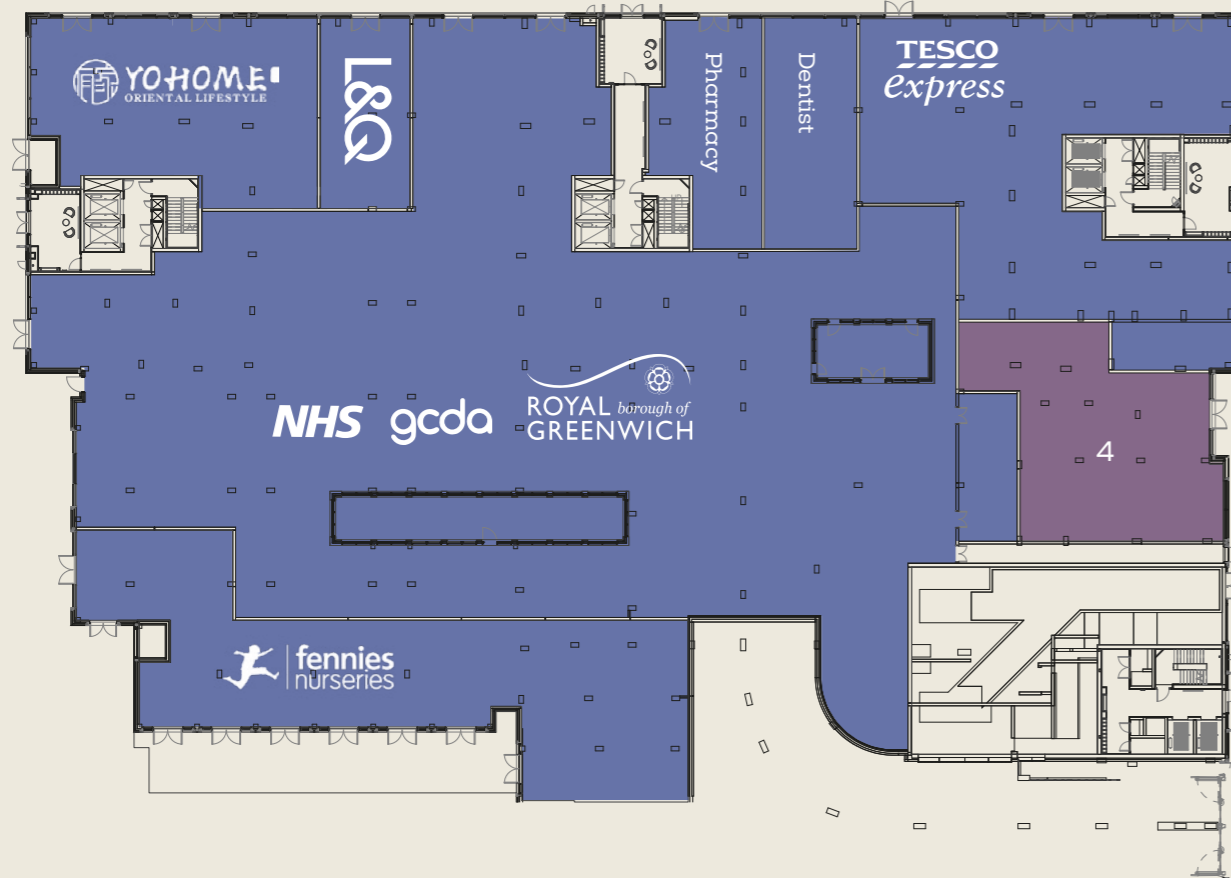 YOHOME
ORIENTAL LIFESTYLE
L&Q
Pharmacy
Dentist
TESCO
express
NHS
gcda
ROYAL borough of
GREENWICH
4
fennies
nurseries